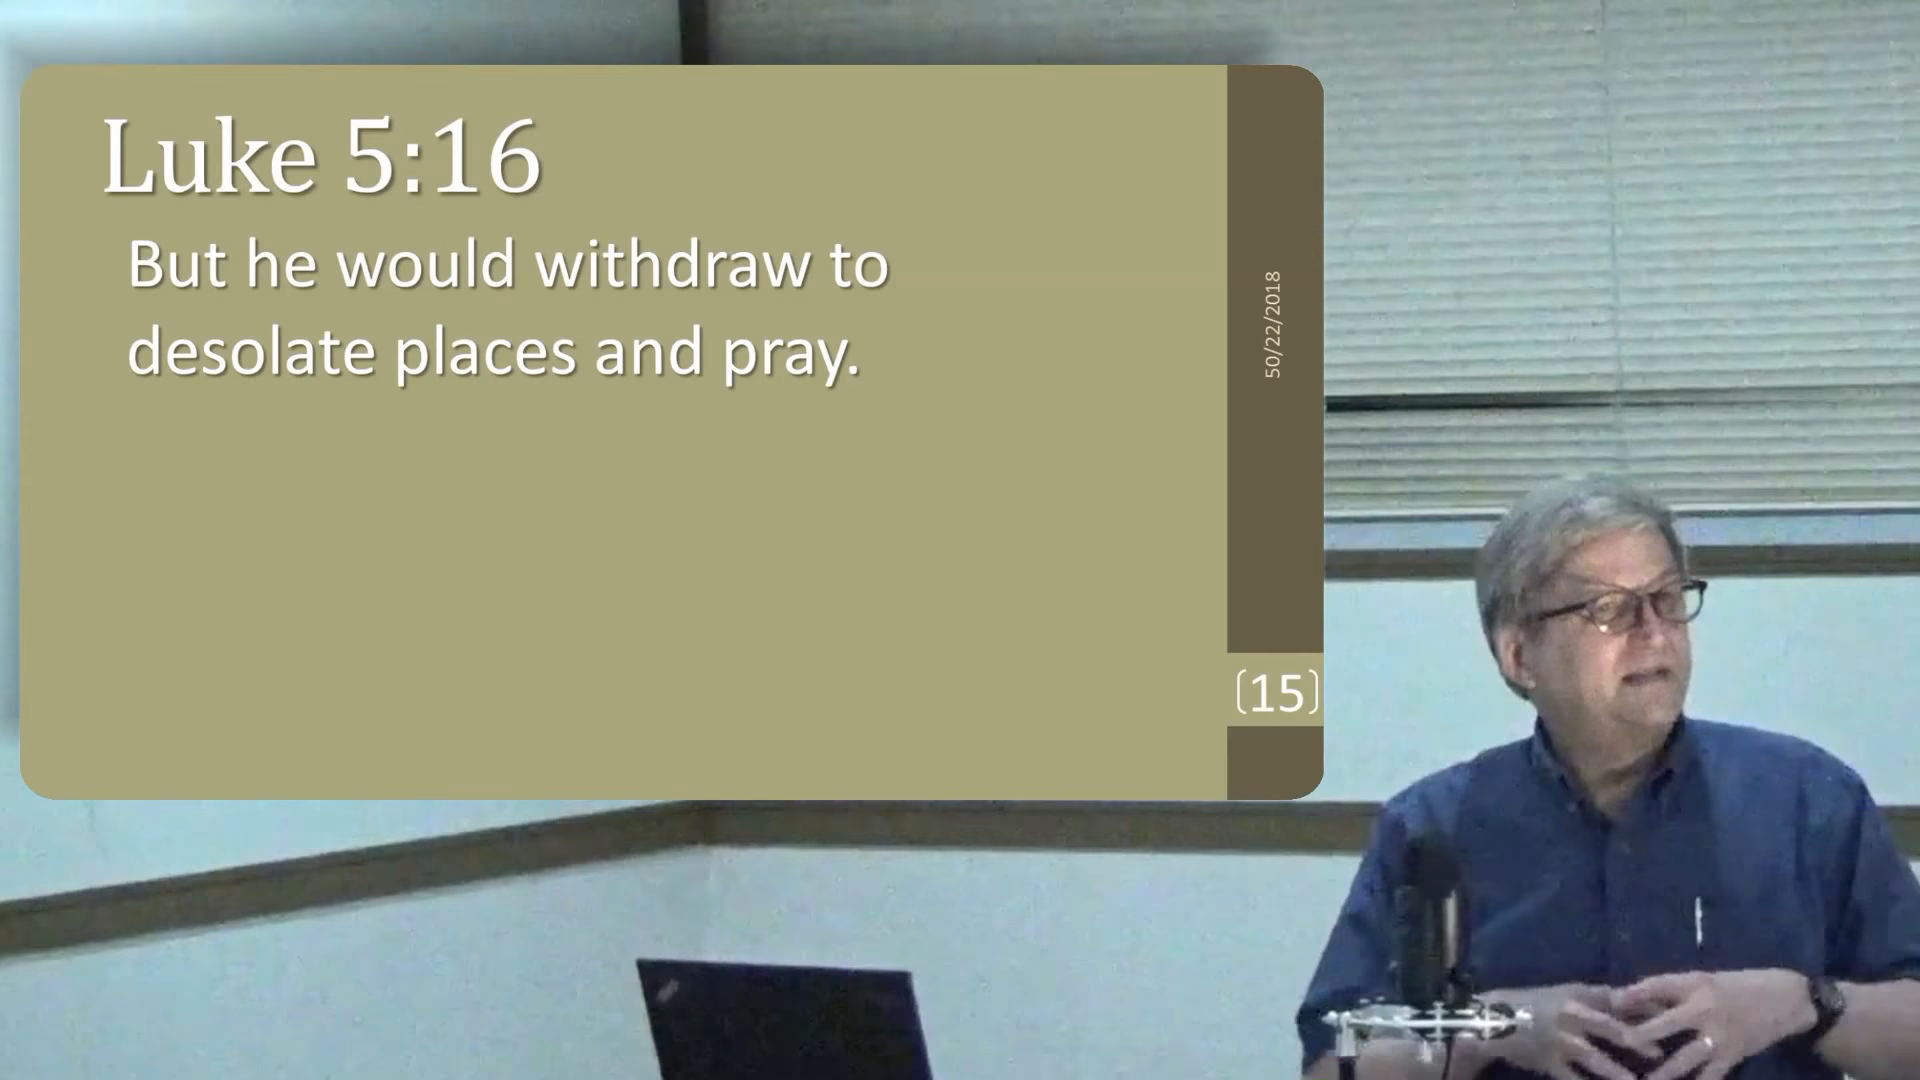 Luke 5:16
But he would withdraw to
desolate places and pray.
50/22/2018
15